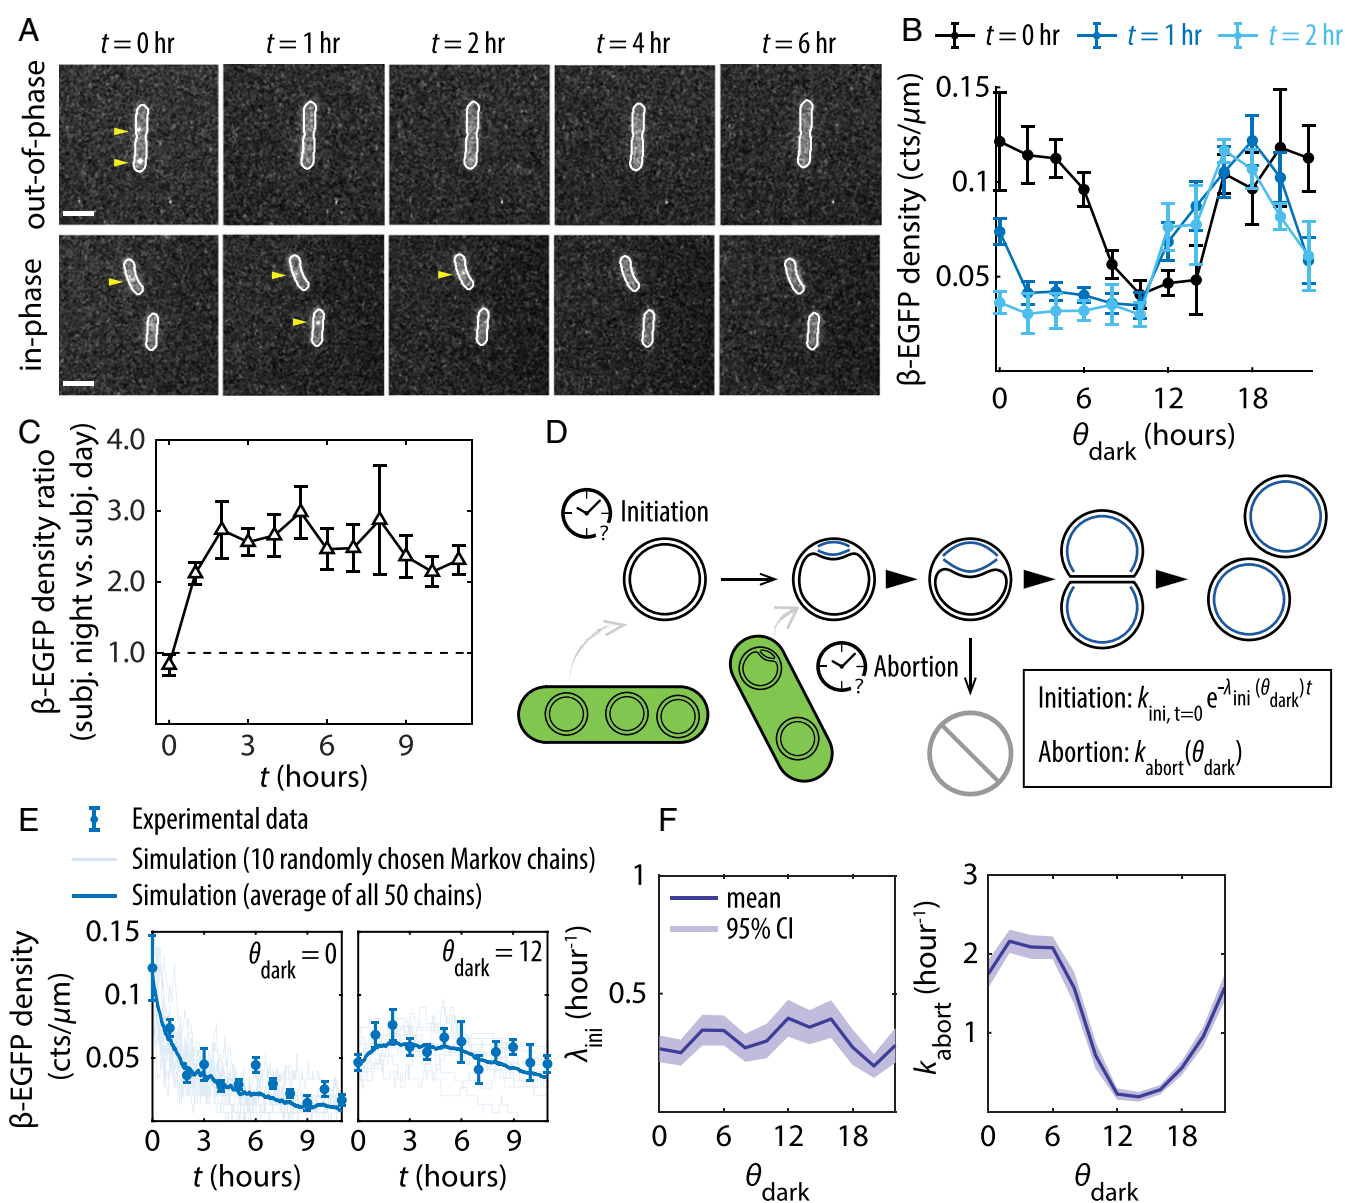 A
t = 0 hr
t = 1 hr
t = 2 hr
t = 4 hr
t = 6 hr
out-of-phase
in-phase
B
t = 0 hr
t = 1 hr
t = 2 hr
β-EGFP density (cts/μm)
0.15
0.1
0.05
0
6
12
18
θdark (hours)
C
β-EGFP density ratio
(subj. night vs. subj. day)
4.0
3.0
2.0
1.0
0
3
6
9
t (hours)
D
? Initiation
? Abortion
Initiation: kini, t=0 e-λini (θdark)t
Abortion: kabort(θdark)
E
Experimental data
Simulation (10 randomly chosen Markov chains)
Simulation (average of all 50 chains)
β-EGFP density
(cts/μm)
0.15
0.1
0.05
θdark = 0
θdark = 12
0
3
6
9
0
3
6
9
t (hours)
t (hours)
F
λini (hour-1)
1
0.5
mean
95% CI
0
6
12
18
θdark
kabort (hour-1)
3
2
1
0
6
12
18
θdark